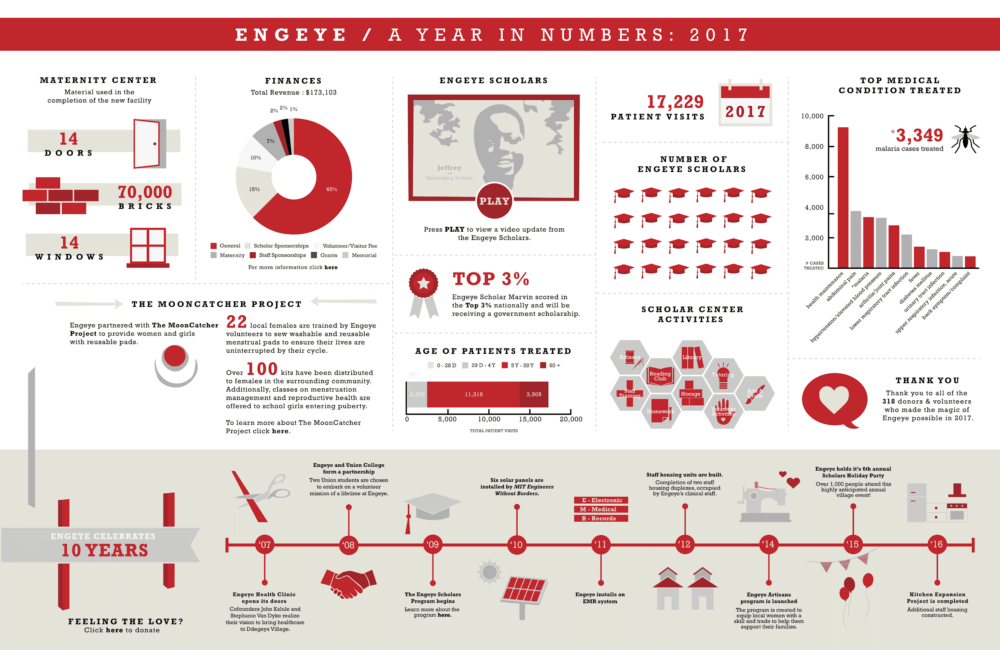 ENGEYE / A YEAR IN NUMBERS: 2017
MATERNITY CENTER
Material used in the
completion of the new facility
14
DOORS
70,000
BRICKS
14
WINDOWS
FINANCES
Total Revenue : $173,103
2%
2%
1%
7%
10%
15%
63%
General
Scholar Sponsorships
Volunteer/Visitor Fee
Maternity
Staff Sponsorships
Grants
Memorial
For more information click here
THE MOONCATCHER PROJECT
Engeye partnered with The MoonCatcher
Project to provide women and girls
with reusable pads.
22 local females are trained by Engeye
volunteers to sew washable and reusable
menstrual pads to ensure their lives are
uninterrupted by their cycle.
Over 100 kits have been distributed
to females in the surrounding community.
Additionally, classes on menstruation
management and reproductive health are
offered to school girls entering puberty.
To learn more about The MoonCatcher
Project click here.
ENGEYE SCHOLARS
Jeffrey
Secondary School
PLAY
Press PLAY to view a video update from
the Engeye Scholars.
TOP 3%
Engeye Scholar Marvin scored in
the Top 3% nationally and will be
receiving a government scholarship.
AGE OF PATIENTS TREATED
0 - 28 D
29 D - 4 Y
5 Y - 59 Y
60 +
39
2,370
11,315
3,505
0
5,000
10,000
15,000
20,000
TOTAL PATIENT VISITS
17,229
PATIENT VISITS
2017
NUMBER OF
ENGEYE SCHOLARS
SCHOLAR CENTER
ACTIVITIES
Artisans
Library
Reading
Club
Tutoring
Staff
Training
Storage
Arts &
Crafts
Homework
Volunteer
Activities
TOP MEDICAL
CONDITION TREATED
10,000
8,000
6,000
4,000
2,000
# CASES
TREATED
*3,349
malaria cases treated
health maintenance
abdominal pain
*malaria
hypertension/elevated blood pressure
arthritis/joint pains
lower respiratory tract infection
fever
diabetes mellitus
urinary tract infection
upper respiratory infection, acute
back symptom/complaint
THANK YOU
Thank you to all of the
318 donors & volunteers
who made the magic of
Engeye possible in 2017.
ENGEYE CELEBRATES
10 YEARS
FEELING THE LOVE?
Click here to donate
‘07
Engeye Health Clinic
opens its doors
Cofounders John Kalule and
Stephanie Van Dyke realize
their vision to bring healthcare
to Ddegeya Village.
Engeye and Union College
form a partnership
Two Union students are chosen
to embark on a volunteer
mission of a lifetime at Engeye.
‘08
‘09
The Engeye Scholars
Program begins
Learn more about the
program here.
Six solar panels are
installed by MIT Engineers
Without Borders.
‘10
E - Electronic
M - Medical
R - Records
‘11
Engeye installs an
EMR system
Staff housing units are built.
Completion of two staff
housing duplexes, occupied
by Engeye’s clinical staff.
‘12
‘14
Engeye Artisans
program is launched
The program is created to
equip local women with a
skill and trade to help them
support their families.
Engeye holds it’s 6th annual
Scholars Holiday Party
Over 1,000 people attend this
highly anticipated annual
village event!
‘15
‘16
Kitchen Expansion
Project is completed
Additional staff housing
constructed.